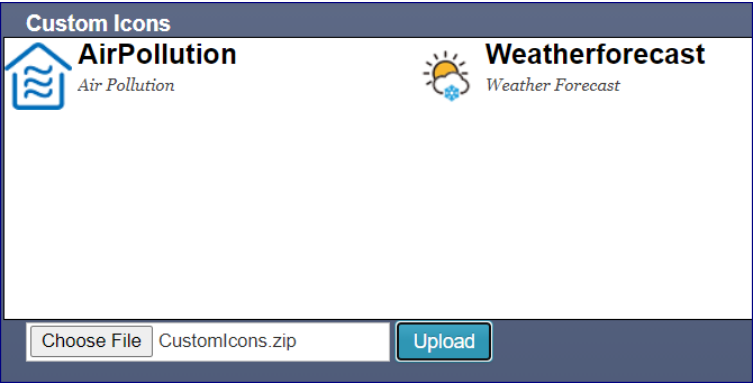 Custom Icons
AirPollution
Air Pollution
Weatherforecast
Weather Forecast
Choose File CustomIcons.zip
Upload